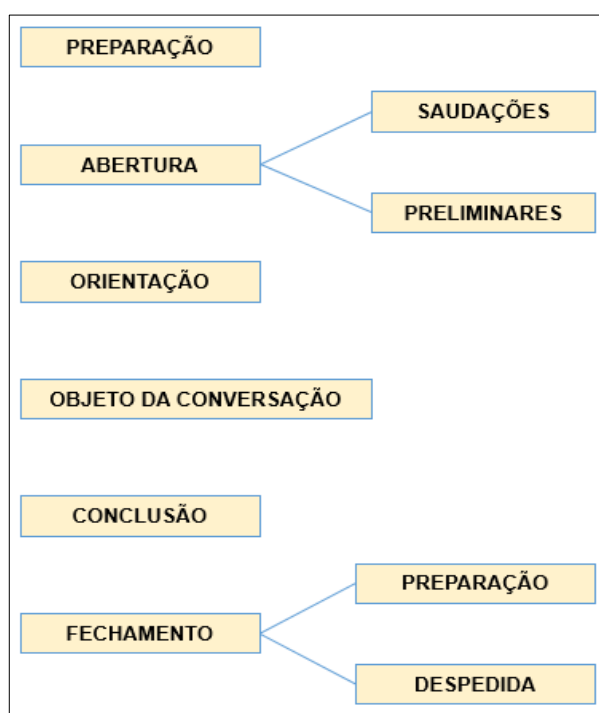 PREPARAÇÃO
ABERTURA
SAUDAÇÕES
PRELIMINARES
ORIENTAÇÃO
OBJETO DA CONVERSAÇÃO
CONCLUSÃO
FECHAMENTO
PREPARAÇÃO
DESPEDIDA